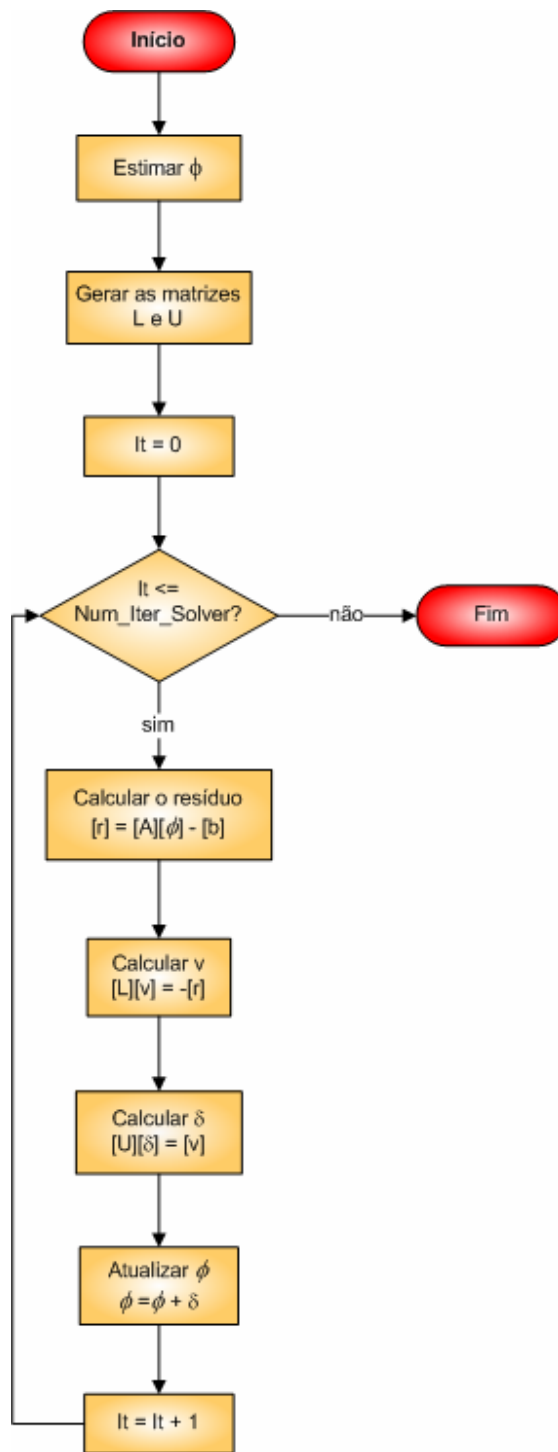 Início
Estimar ϕ
Gerar as matrizes
L e U
It = 0
It <=
Num_Iter_Solver?
não
Fim
sim
Calcular o resíduo
[r] = [A][ϕ] - [b]
Calcular v
[L][v] = -[r]
Calcular δ
[U][δ] = [v]
Atualizar ϕ
ϕ = ϕ + δ
It = It + 1